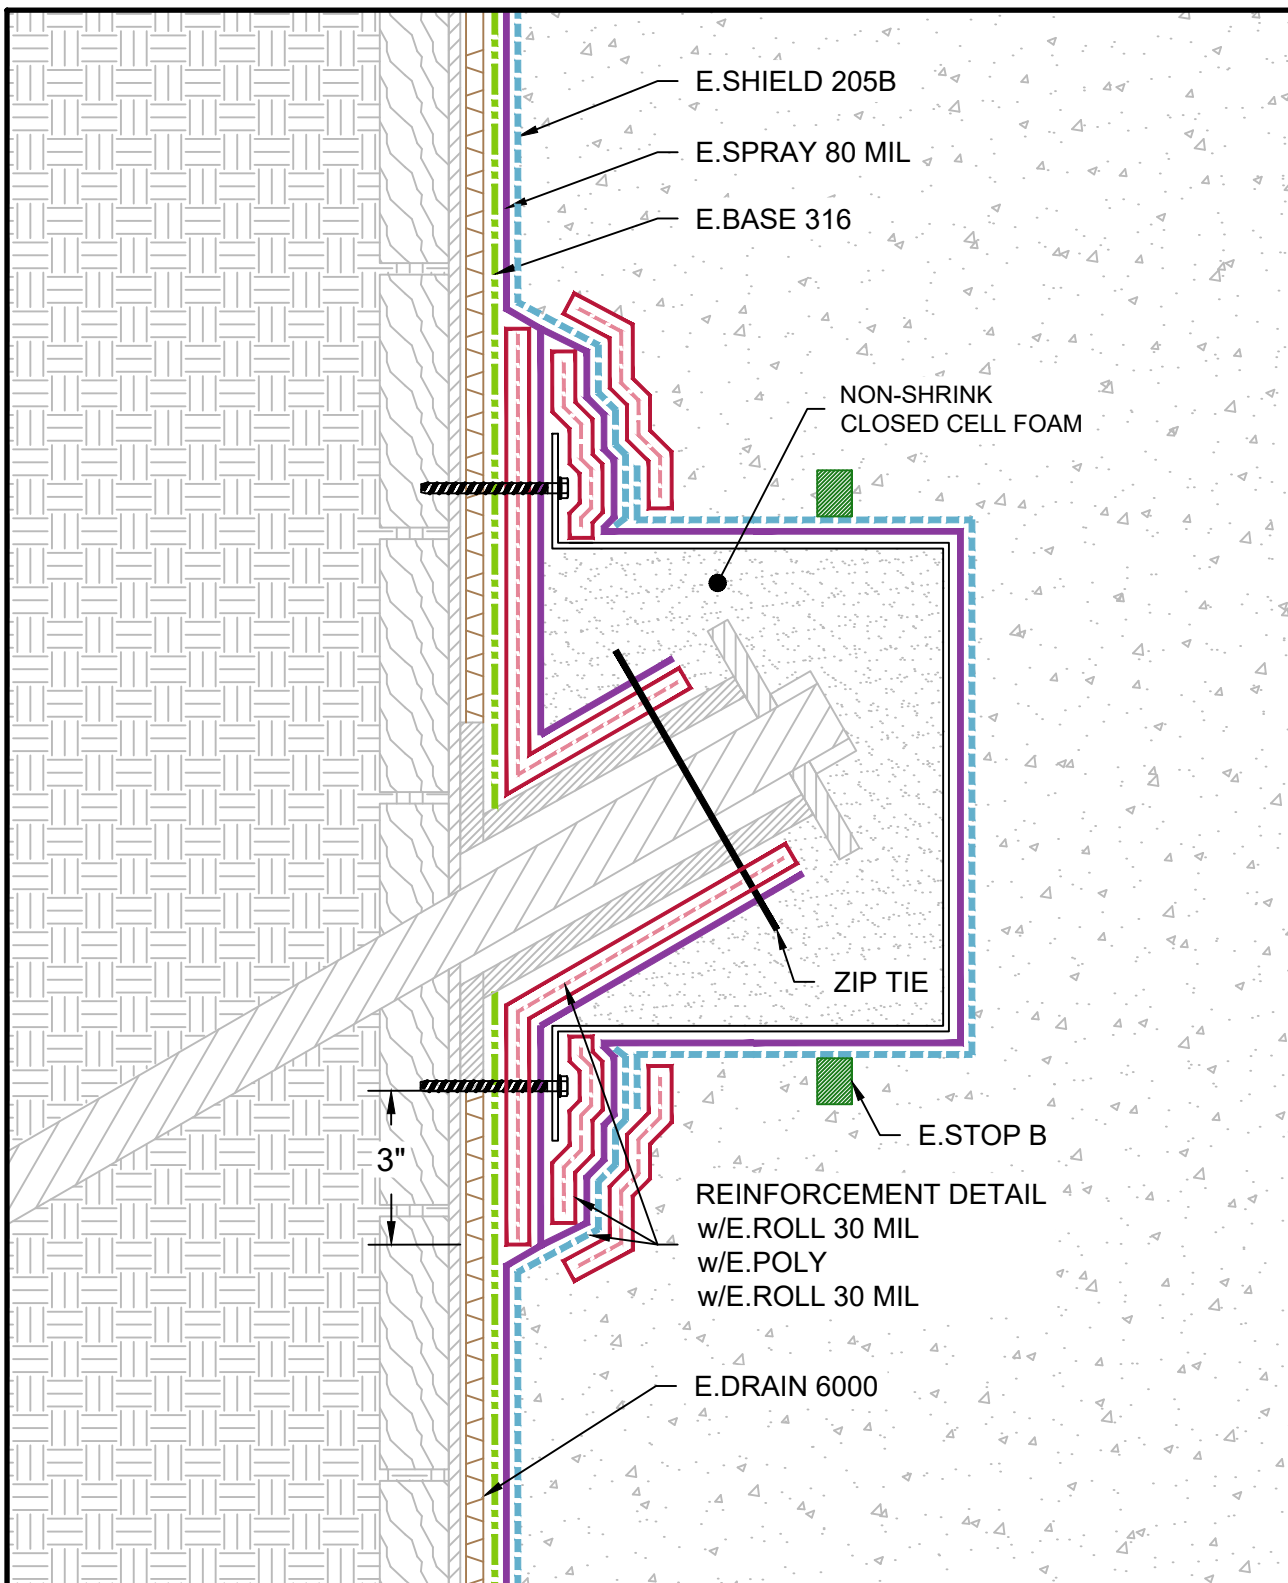 E.SHIELD 205B
E.SPRAY 80 MIL
E.BASE 316
NON-SHRINK
CLOSED CELL FOAM
ZIP TIE
E.STOP B
3"
REINFORCEMENT DETAIL
w/E.ROLL 30 MIL
w/E.POLY
w/E.ROLL 30 MIL
E.DRAIN 6000